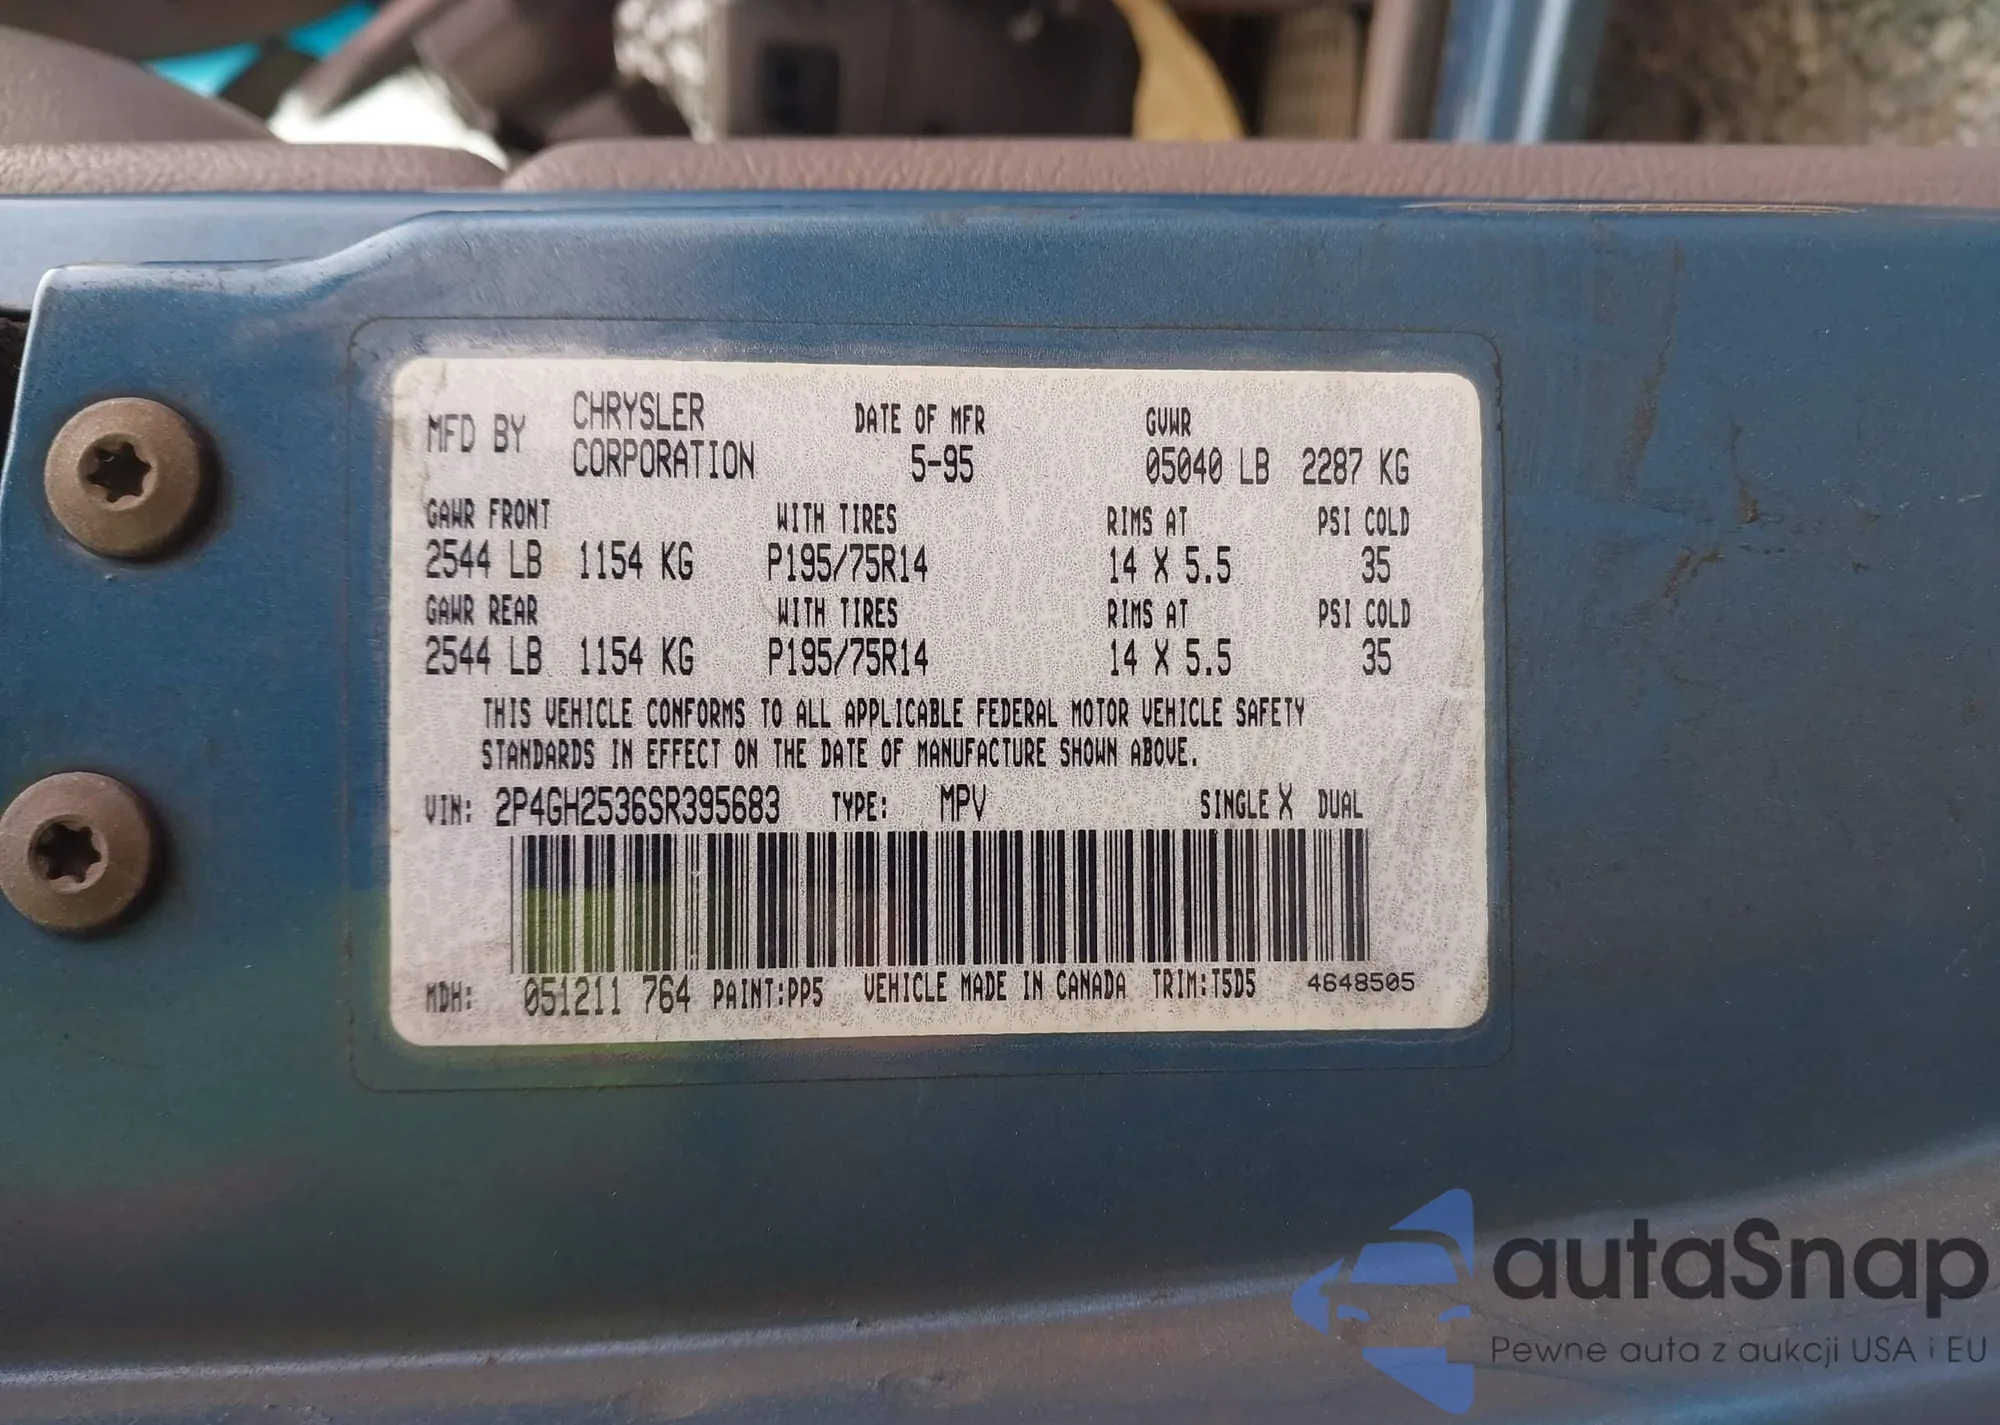 MFD BY CHRYSLER CORPORATION DATE OF MFR 5-95 GVWR 05040 LB 2287 KG
GAWR FRONT WITH TIRES RIMS AT PSI COLD
2544 LB 1154 KG P195/75R14 14 X 5.5 35
GAWR REAR WITH TIRES RIMS AT PSI COLD
2544 LB 1154 KG P195/75R14 14 X 5.5 35
THIS VEHICLE CONFORMS TO ALL APPLICABLE FEDERAL MOTOR VEHICLE SAFETY
STANDARDS IN EFFECT ON THE DATE OF MANUFACTURE SHOWN ABOVE.
VIN: 2P4GH2536SR395683 TYPE: MPV SINGLE X DUAL
MDH: 051211 764 PAINT:PP5 VEHICLE MADE IN CANADA TRIM:T5D5 4648505
autaSnap
Pewne auta z aukcji USA i EU